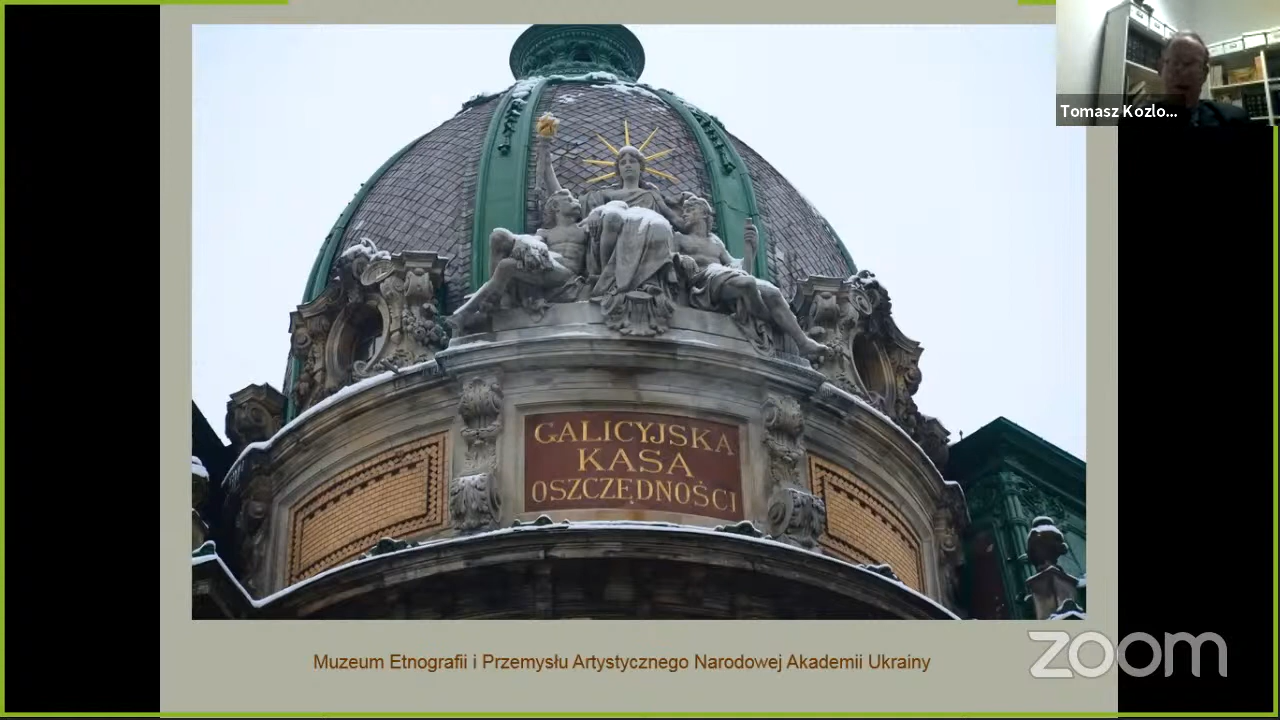 Tomasz Kozlo...
GALICYJSKA
KASA
OSZCZĘDNOŚCI
Muzeum Etnografii i Przemysłu Artystycznego Narodowej Akademii Ukrainy
zoom